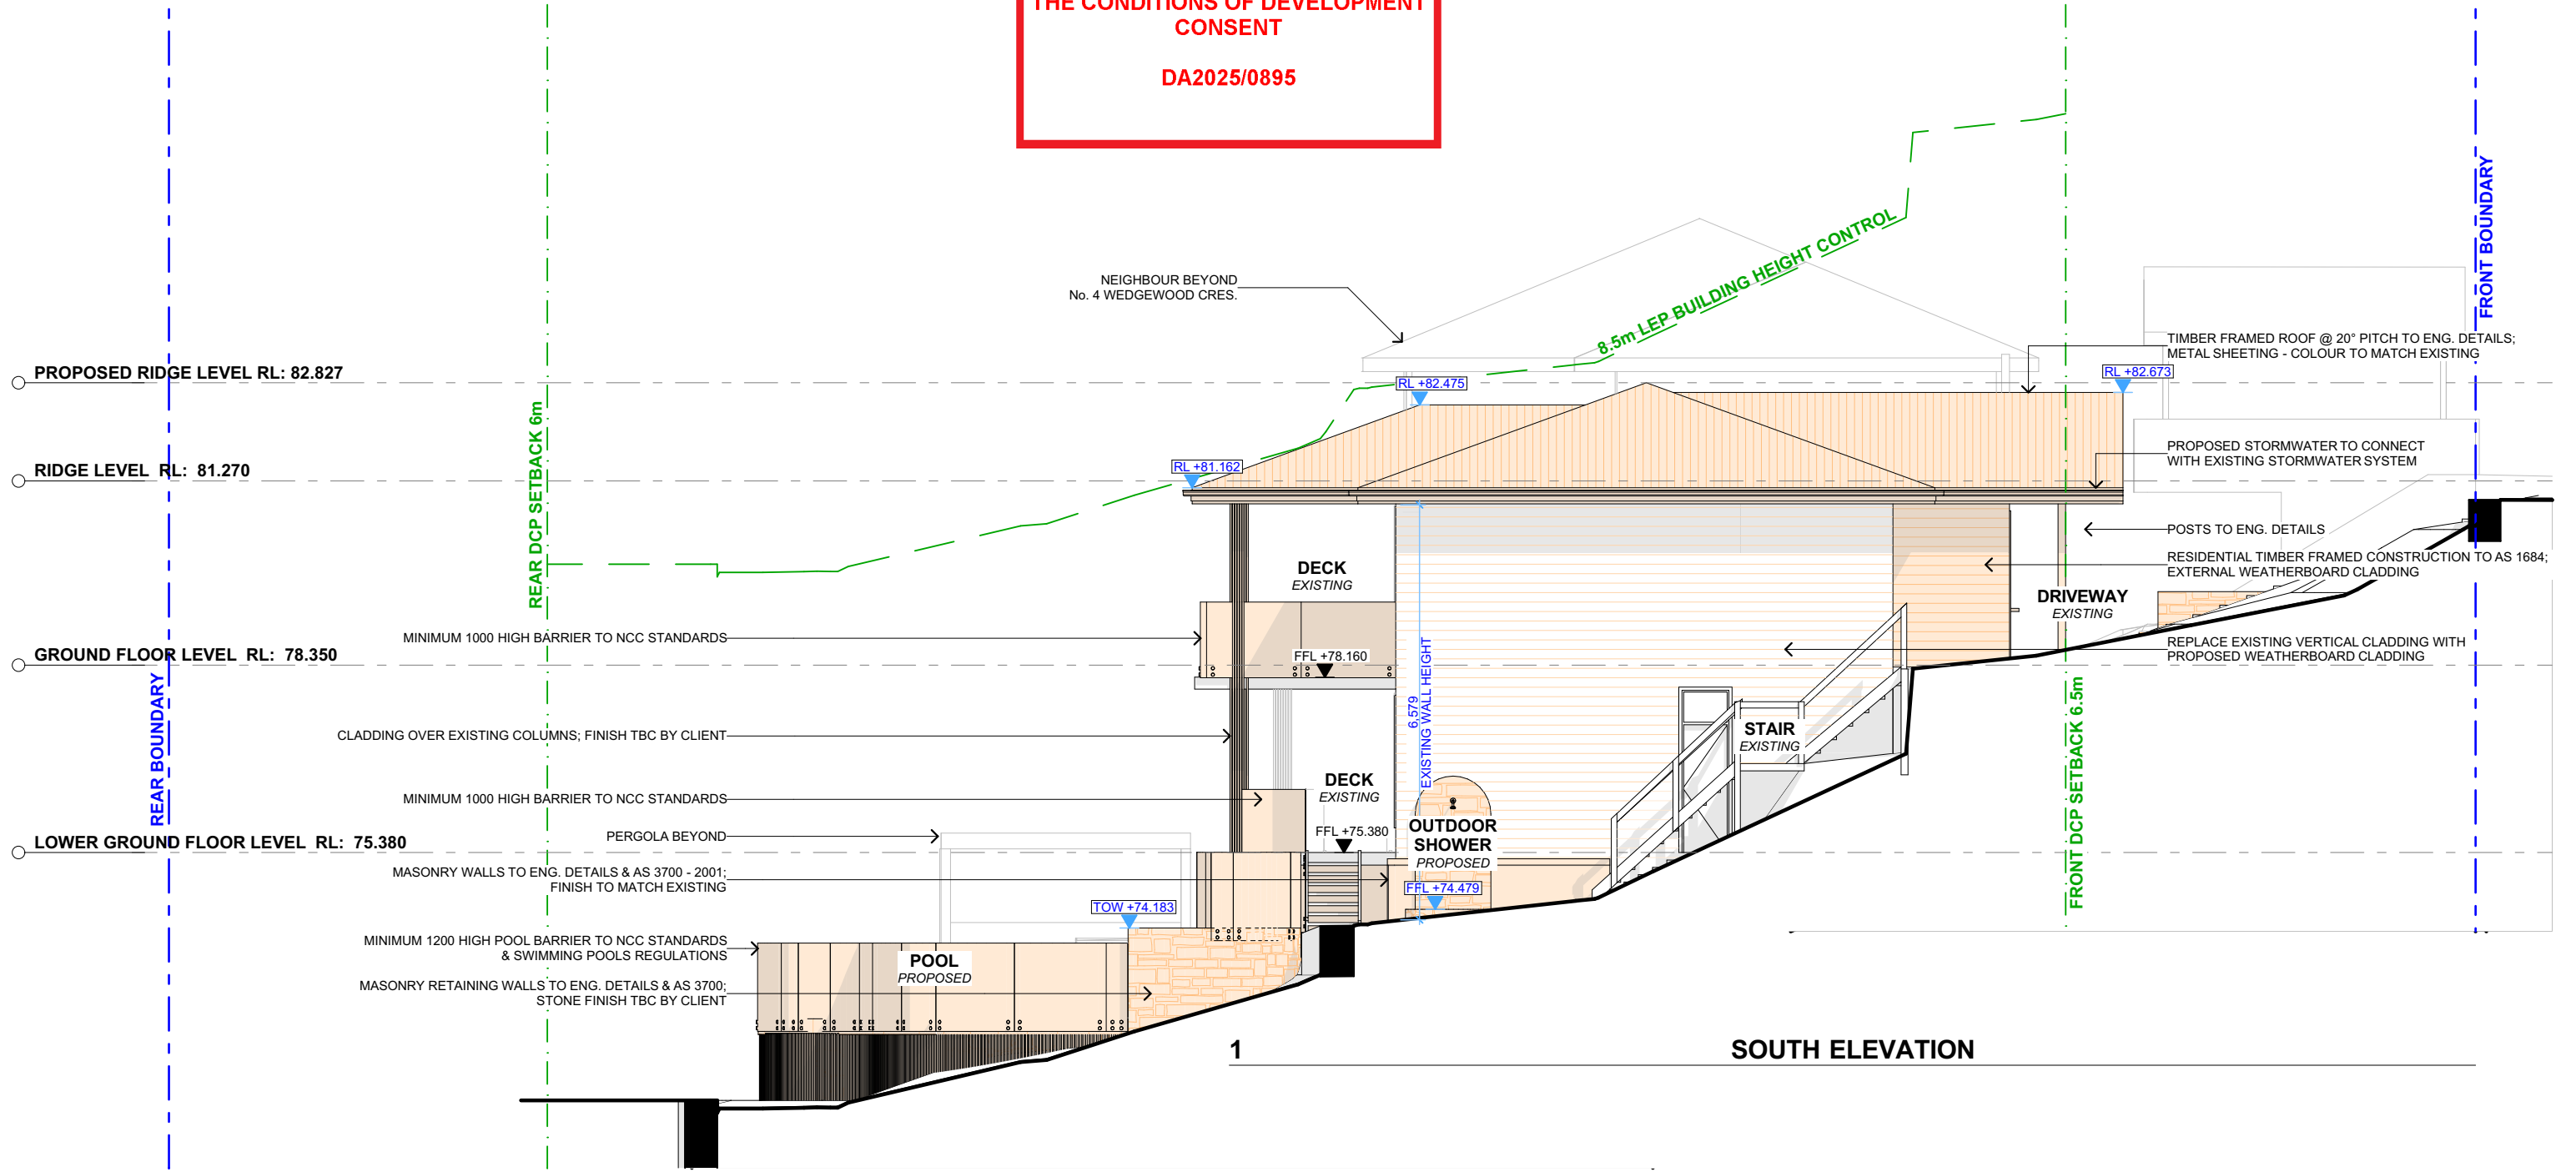 THE CONDITIONS OF DEVELOPMENT
CONSENT
DA2025/0895
FRONT BOUNDARY
8.5m LEP BUILDING HEIGHT CONTROL
NEIGHBOUR BEYOND
No. 4 WEDGEWOOD CRES.
TIMBER FRAMED ROOF @ 20° PITCH TO ENG. DETAILS;
METAL SHEETING - COLOUR TO MATCH EXISTING
PROPOSED RIDGE LEVEL RL: 82.827
RL +82.475
RL +82.673
REAR DCP SETBACK 6m
PROPOSED STORMWATER TO CONNECT
WITH EXISTING STORMWATER SYSTEM
RIDGE LEVEL RL: 81.270
RL +81.162
POSTS TO ENG. DETAILS
RESIDENTIAL TIMBER FRAMED CONSTRUCTION TO AS 1684;
EXTERNAL WEATHERBOARD CLADDING
DECK
EXISTING
DRIVEWAY
EXISTING
MINIMUM 1000 HIGH BARRIER TO NCC STANDARDS
REPLACE EXISTING VERTICAL CLADDING WITH
PROPOSED WEATHERBOARD CLADDING
GROUND FLOOR LEVEL RL: 78.350
FFL +78.160
6,579
EXISTING WALL HEIGHT
REAR BOUNDARY
FRONT DCP SETBACK 6.5m
CLADDING OVER EXISTING COLUMNS; FINISH TBC BY CLIENT
STAIR
EXISTING
DECK
EXISTING
MINIMUM 1000 HIGH BARRIER TO NCC STANDARDS
PERGOLA BEYOND
FFL +75.380
OUTDOOR
SHOWER
PROPOSED
LOWER GROUND FLOOR LEVEL RL: 75.380
MASONRY WALLS TO ENG. DETAILS & AS 3700 - 2001;
FINISH TO MATCH EXISTING
FFL +74.479
TOW +74.183
MINIMUM 1200 HIGH POOL BARRIER TO NCC STANDARDS
& SWIMMING POOLS REGULATIONS
POOL
PROPOSED
MASONRY RETAINING WALLS TO ENG. DETAILS & AS 3700;
STONE FINISH TBC BY CLIENT
1
SOUTH ELEVATION